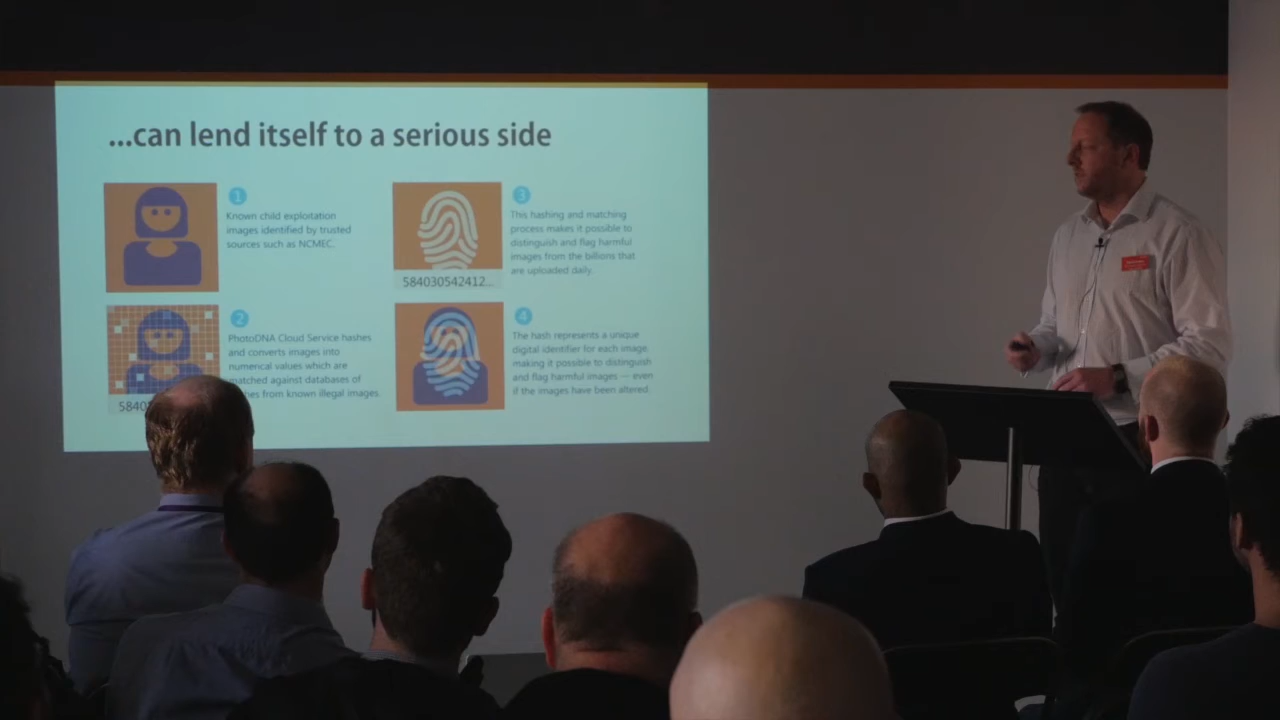 ...can lend itself to a serious side
1
Known child exploitation
images identified by trusted
sources such as NCMEC.
2
PhotoDNA Cloud Service hashes
and converts images into
numerical values which are
matched against databases of
from known illegal images
5840
3
This hashing and matching
process makes it possible to
distinguish and flag harmful
images from the billions that
are uploaded daily.
584030542412...
4
The hash represents a unique
digital identifier for each image,
making it possible to distinguish
and flag harmful images — even
if the images have been altered.